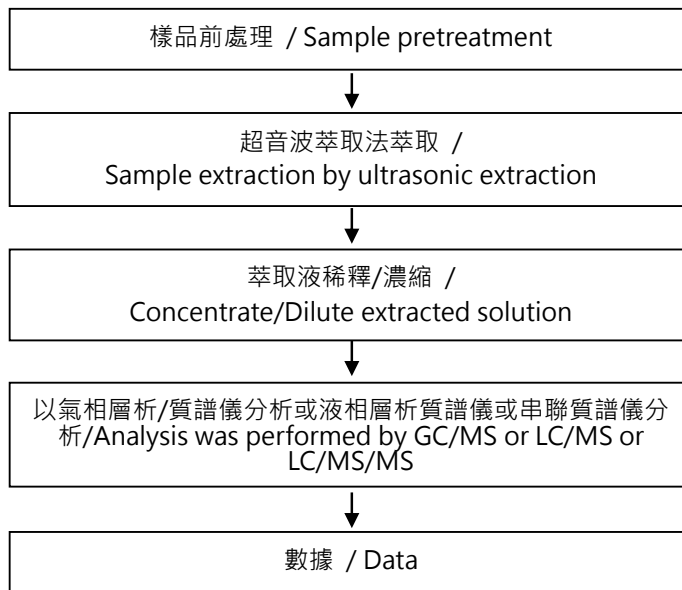 樣品前處理 / Sample pretreatment
超音波萃取法萃取 /
Sample extraction by ultrasonic extraction
萃取液稀釋/濃縮 /
Concentrate/Dilute extracted solution
以氣相層析/質譜儀分析或液相層析質譜儀或串聯質譜儀分
析/Analysis was performed by GC/MS or LC/MS or
LC/MS/MS
數據 / Data